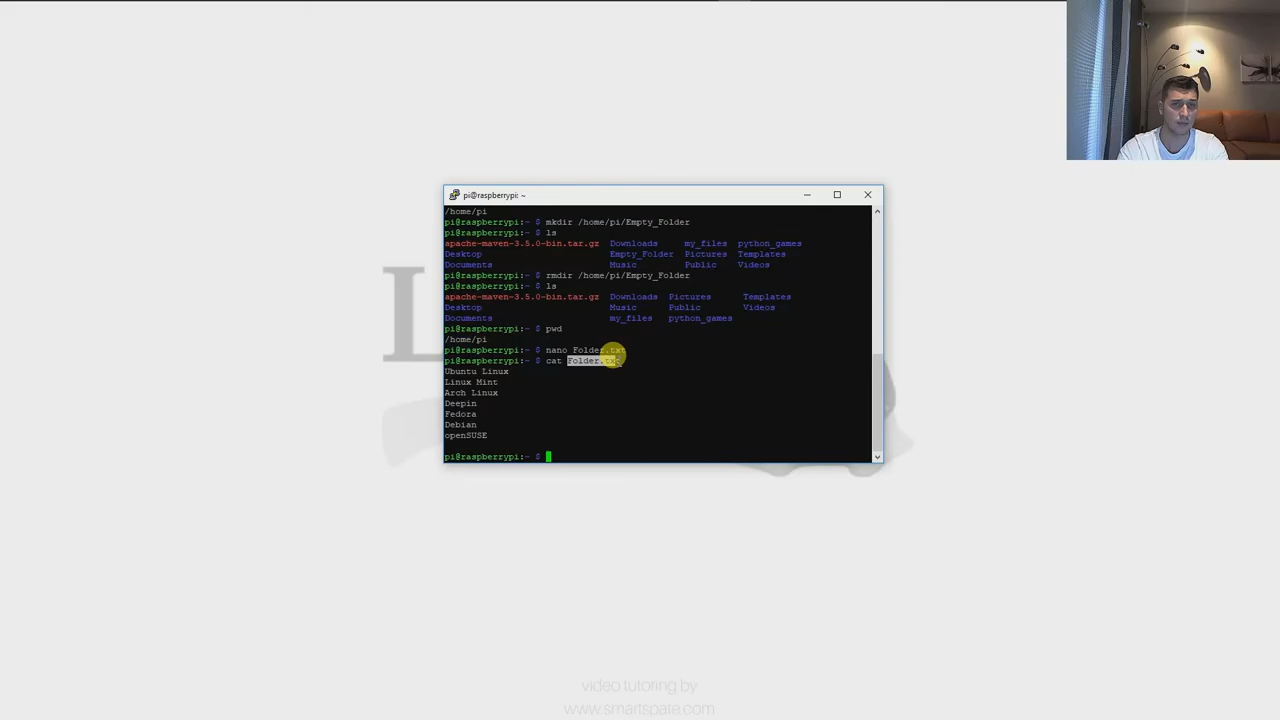 pi@raspberrypi: ~
/home/pi
pi@raspberrypi:~ $ mkdir /home/pi/Empty_Folder
pi@raspberrypi:~ $ ls
apache-maven-3.5.0-bin.tar.gz Downloads my_files python_games
Desktop Empty_Folder Pictures Templates
Documents Music Public Videos
pi@raspberrypi:~ $ rmdir /home/pi/Empty_Folder
pi@raspberrypi:~ $ ls
apache-maven-3.5.0-bin.tar.gz Downloads Pictures Templates
Desktop Music Public Videos
Documents my_files python_games
pi@raspberrypi:~ $ pwd
/home/pi
pi@raspberrypi:~ $ nano Folder.txt
pi@raspberrypi:~ $ cat Folder.txt
Ubuntu Linux
Linux Mint
Arch Linux
Deepin
Fedora
Debian
openSUSE
pi@raspberrypi:~ $
video tutoring by
www.smartspate.com